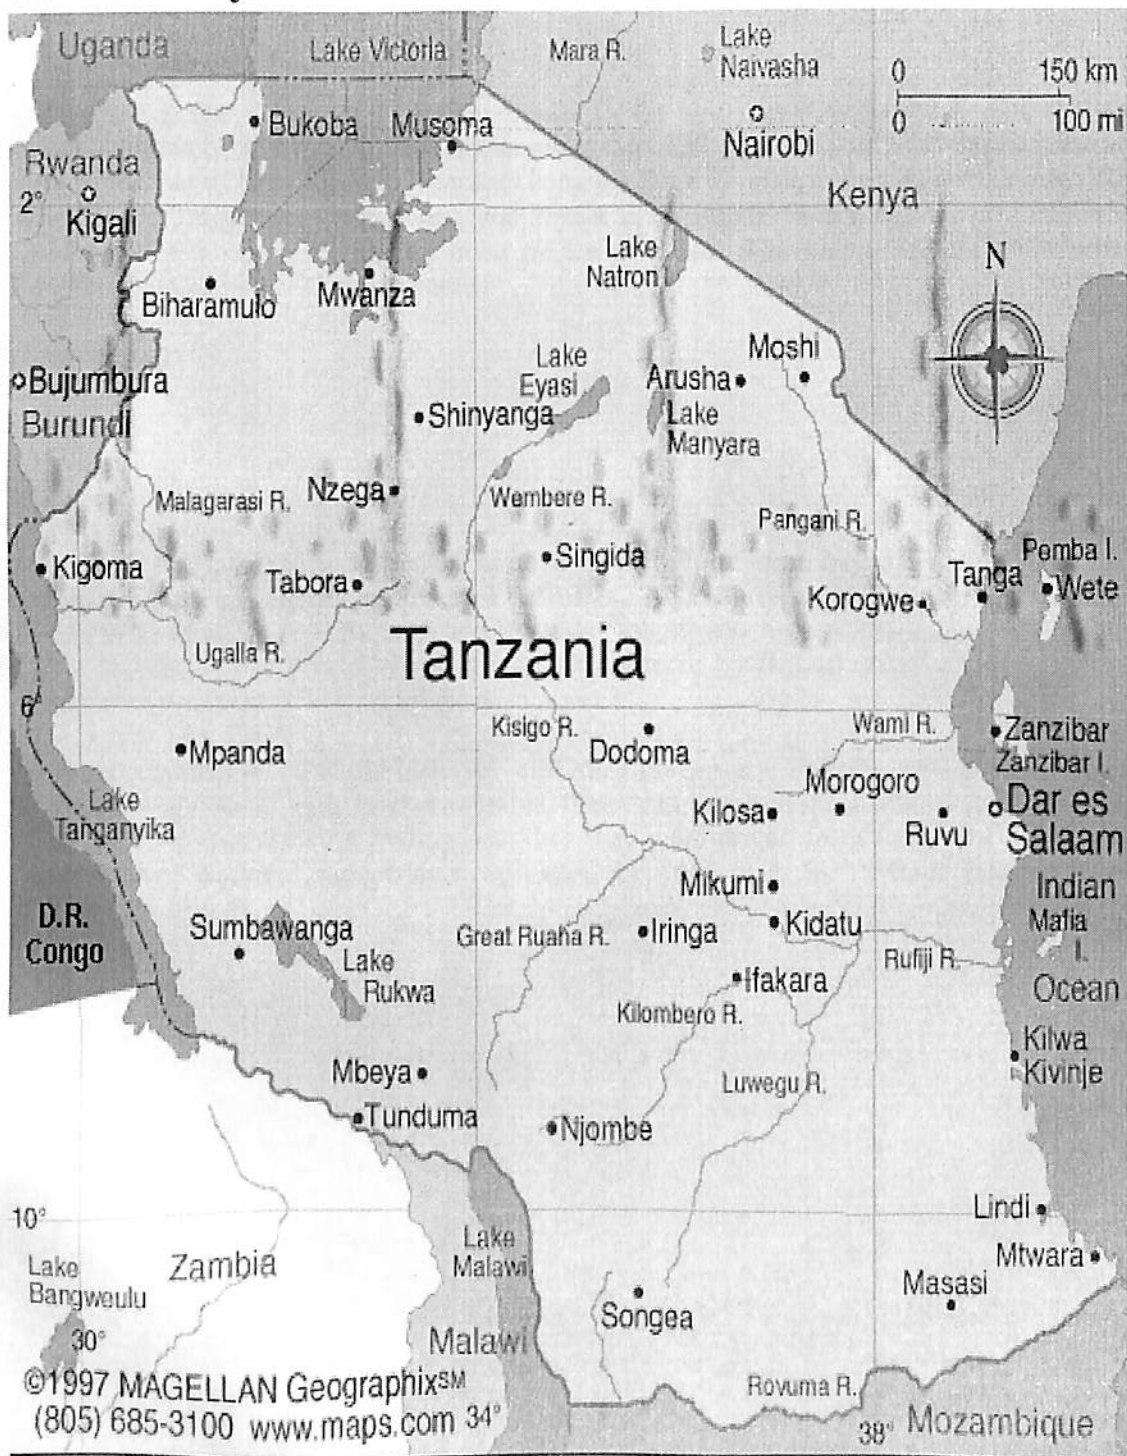 Uganda
Lake Victoria
Mara R.
Lake
Naivasha
0 150 km
0 100 mi
Bukoba
Musoma
Nairobi
Rwanda
2°
Kigali
Kenya
Lake
Natron
N
Biharamulo
Mwanza
Moshi
Lake
Eyasi
Arusha
Bujumbura
Burundi
Shinyanga
Lake
Manyara
Malagarasi R.
Nzega
Wembere R.
Pangani R.
Pemba I.
Kigoma
Tabora
Singida
Tanga
Wete
Korogwe
Ugalla R.
Tanzania
6°
Kisigo R.
Dodoma
Wami R.
Zanzibar
Zanzibar I.
Mpanda
Morogoro
Lake
Tanganyika
Kilosa
Ruvu
Dar es
Salaam
Mikumi
Indian
D.R.
Congo
Sumbawanga
Great Ruaha R.
Iringa
Kidatu
Mafia
I.
Lake
Rukwa
Rufiji R.
Ifakara
Ocean
Kilombero R.
Kilwa
Kivinje
Mbeya
Luwegu R.
Tunduma
Njombe
10°
Lindi
Lake
Malawi
Mtwara
Zambia
Lake
Bangweulu
Masasi
Songea
30°
Malawi
©1997 MAGELLAN Geographix℠
(805) 685-3100 www.maps.com 34°
Rovuma R.
38°
Mozambique